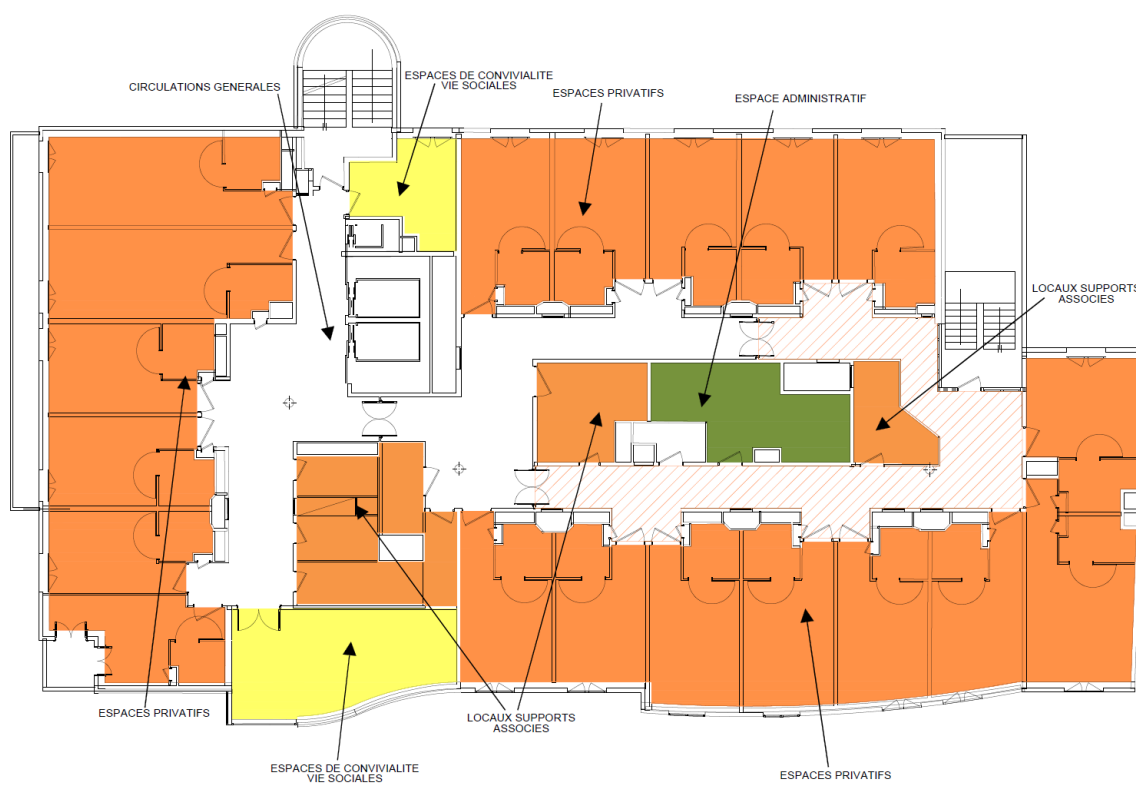 ESPACES DE CONVIVIALITE
VIE SOCIALES
CIRCULATIONS GENERALES
ESPACES PRIVATIFS
ESPACE ADMINISTRATIF
LOCAUX SUPPORTS
ASSOCIES
ESPACES PRIVATIFS
LOCAUX SUPPORTS
ASSOCIES
ESPACES DE CONVIVIALITE
VIE SOCIALES
ESPACES PRIVATIFS